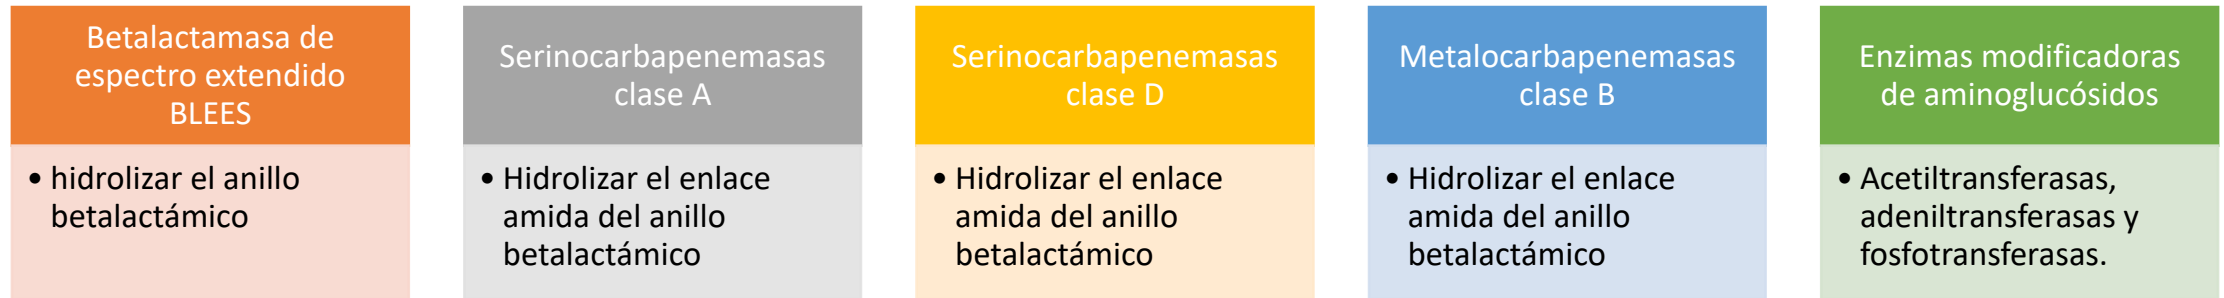 Betalactamasa de
espectro extendido
BLEES
• hidrolizar el anillo
betalactámico
Serinocarbapenemasas
clase A
• Hidrolizar el enlace
amida del anillo
betalactámico
Serinocarbapenemasas
clase D
• Hidrolizar el enlace
amida del anillo
betalactámico
Metalocarbapenemasas
clase B
• Hidrolizar el enlace
amida del anillo
betalactámico
Enzimas modificadoras
de aminoglucósidos
• Acetiltransferasas,
adeniltransferasas y
fosfotransferasas.